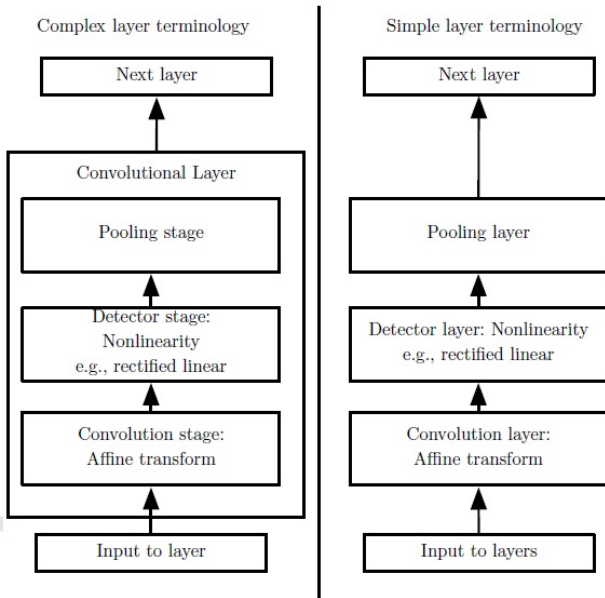 Complex layer terminology
Next layer
Convolutional Layer
Pooling stage
Detector stage:
Nonlinearity
e.g., rectified linear
Convolution stage:
Affine transform
Input to layer
Simple layer terminology
Next layer
Pooling layer
Detector layer: Nonlinearity
e.g., rectified linear
Convolution layer:
Affine transform
Input to layers